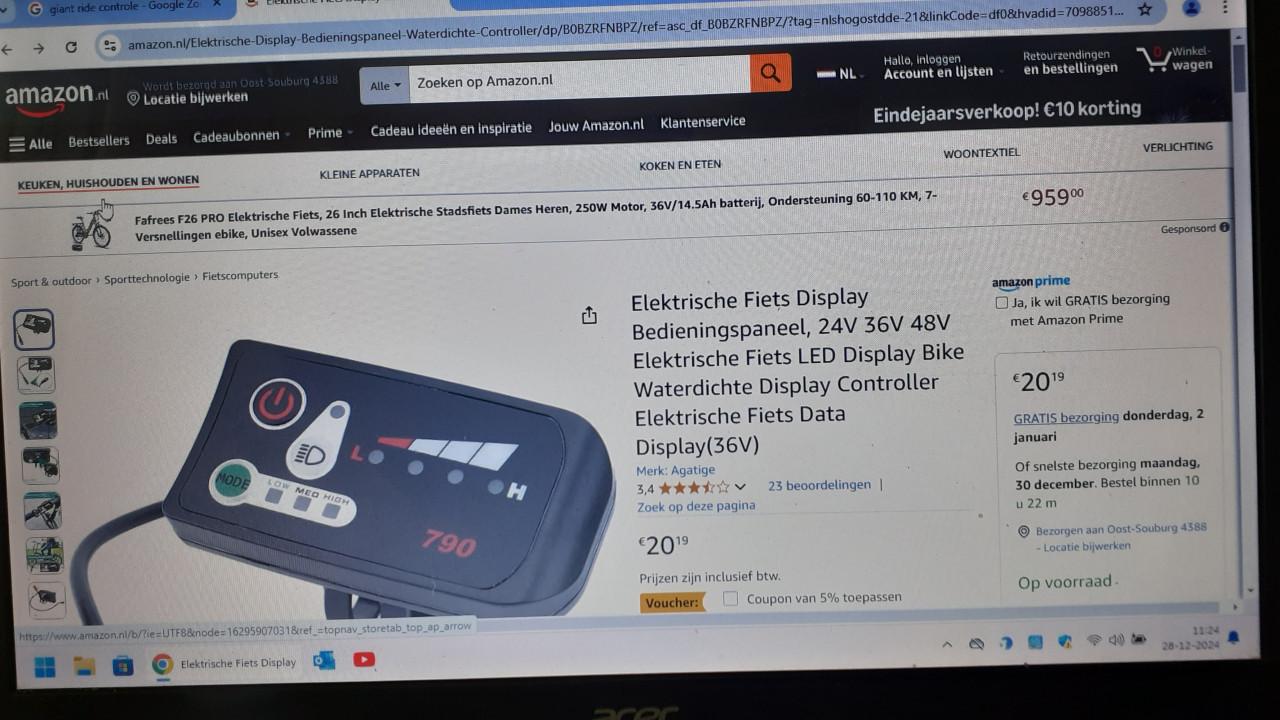 giant ride controle - Google Zo
amazon.nl/Elektrische-Display-Bedieningspaneel-Waterdichte-Controller/dp/B0BZRFNBPZ/ref=asc_df_B0BZRFNBPZ/?tag=nlshogostdde-21&linkCode=df0&hvadid=7098851...
amazon.nl
Wordt bezorgd aan Oost-Souburg 4388
Locatie bijwerken
Alle
Zoeken op Amazon.nl
NL
Hallo, inloggen
Account en lijsten
Retourzendingen
en bestellingen
0
Winkel-
wagen
Alle Bestsellers Deals Cadeaubonnen Prime Cadeau ideeën en inspiratie Jouw Amazon.nl Klantenservice
Eindejaarsverkoop! €10 korting
KEUKEN, HUISHOUDEN EN WONEN KLEINE APPARATEN KOKEN EN ETEN WOONTEXTIEL VERLICHTING
Fafrees F26 PRO Elektrische Fiets, 26 Inch Elektrische Stadsfiets Dames Heren, 250W Motor, 36V/14.5Ah batterij, Ondersteuning 60-110 KM, 7-
Versnellingen ebike, Unisex Volwassene
€95900
Gesponsord
Sport & outdoor › Sporttechnologie › Fietscomputers
L
H
MODE
LOW MED HIGH
790
Elektrische Fiets Display
Bedieningspaneel, 24V 36V 48V
Elektrische Fiets LED Display Bike
Waterdichte Display Controller
Elektrische Fiets Data
Display(36V)
Merk: Agatige
3,4
23 beoordelingen |
Zoek op deze pagina
€2019
Prijzen zijn inclusief btw.
Voucher: Coupon van 5% toepassen
amazon prime
Ja, ik wil GRATIS bezorging
met Amazon Prime
€2019
GRATIS bezorging donderdag, 2
januari
Of snelste bezorging maandag,
30 december. Bestel binnen 10
u 22 m
Bezorgen aan Oost-Souburg 4388
- Locatie bijwerken
Op voorraad
https://www.amazon.nl/b/?ie=UTF8&node=16295907031&ref_=topnav_storetab_top_ap_arrow
Elektrische Fiets Display
11:24
28-12-2024
acer